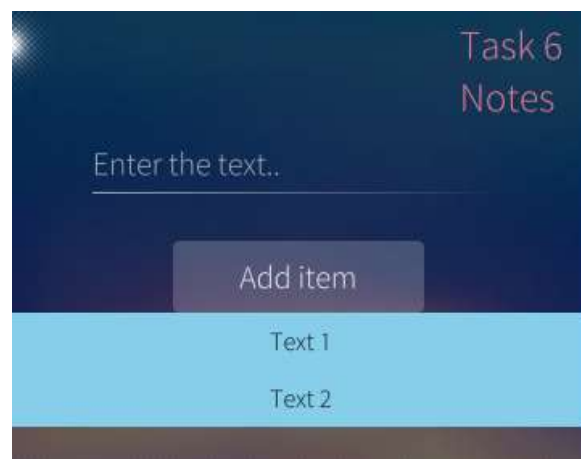 Task 6
Notes
Enter the text..
Add item
Text 1
Text 2